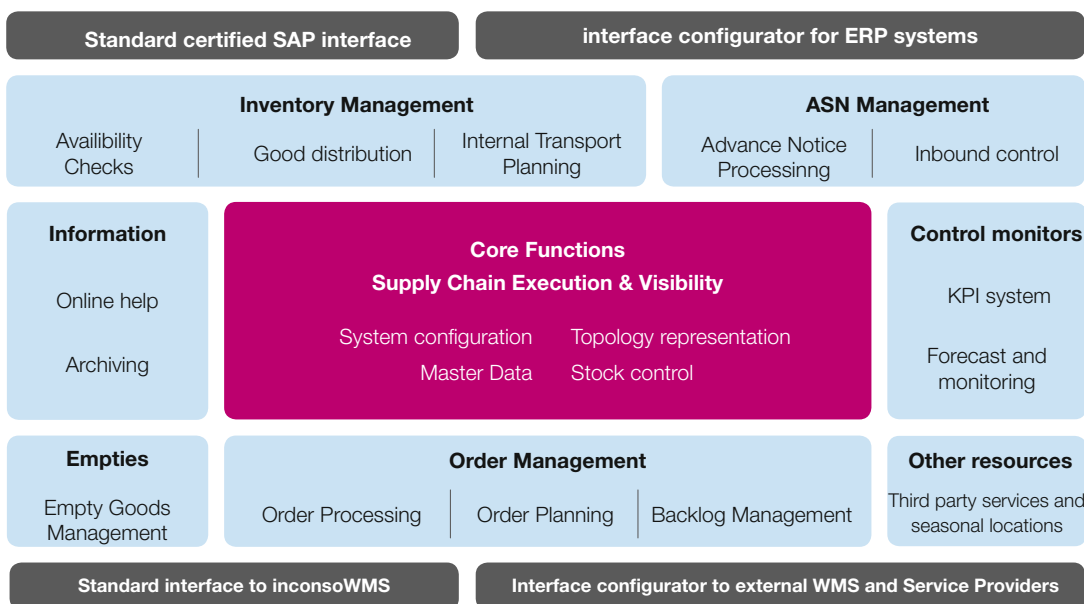 Standard certified SAP interface
interface configurator for ERP systems
Inventory Management
Availibility
Checks
Good distribution
Internal Transport
Planning
ASN Management
Advance Notice
Processinng
Inbound control
Information
Online help
Archiving
Core Functions
Supply Chain Execution & Visibility
System configuration
Topology representation
Master Data
Stock control
Control monitors
KPI system
Forecast and
monitoring
Empties
Empty Goods
Management
Order Management
Order Processing
Order Planning
Backlog Management
Other resources
Third party services and
seasonal locations
Standard interface to inconsoWMS
Interface configurator to external WMS and Service Providers